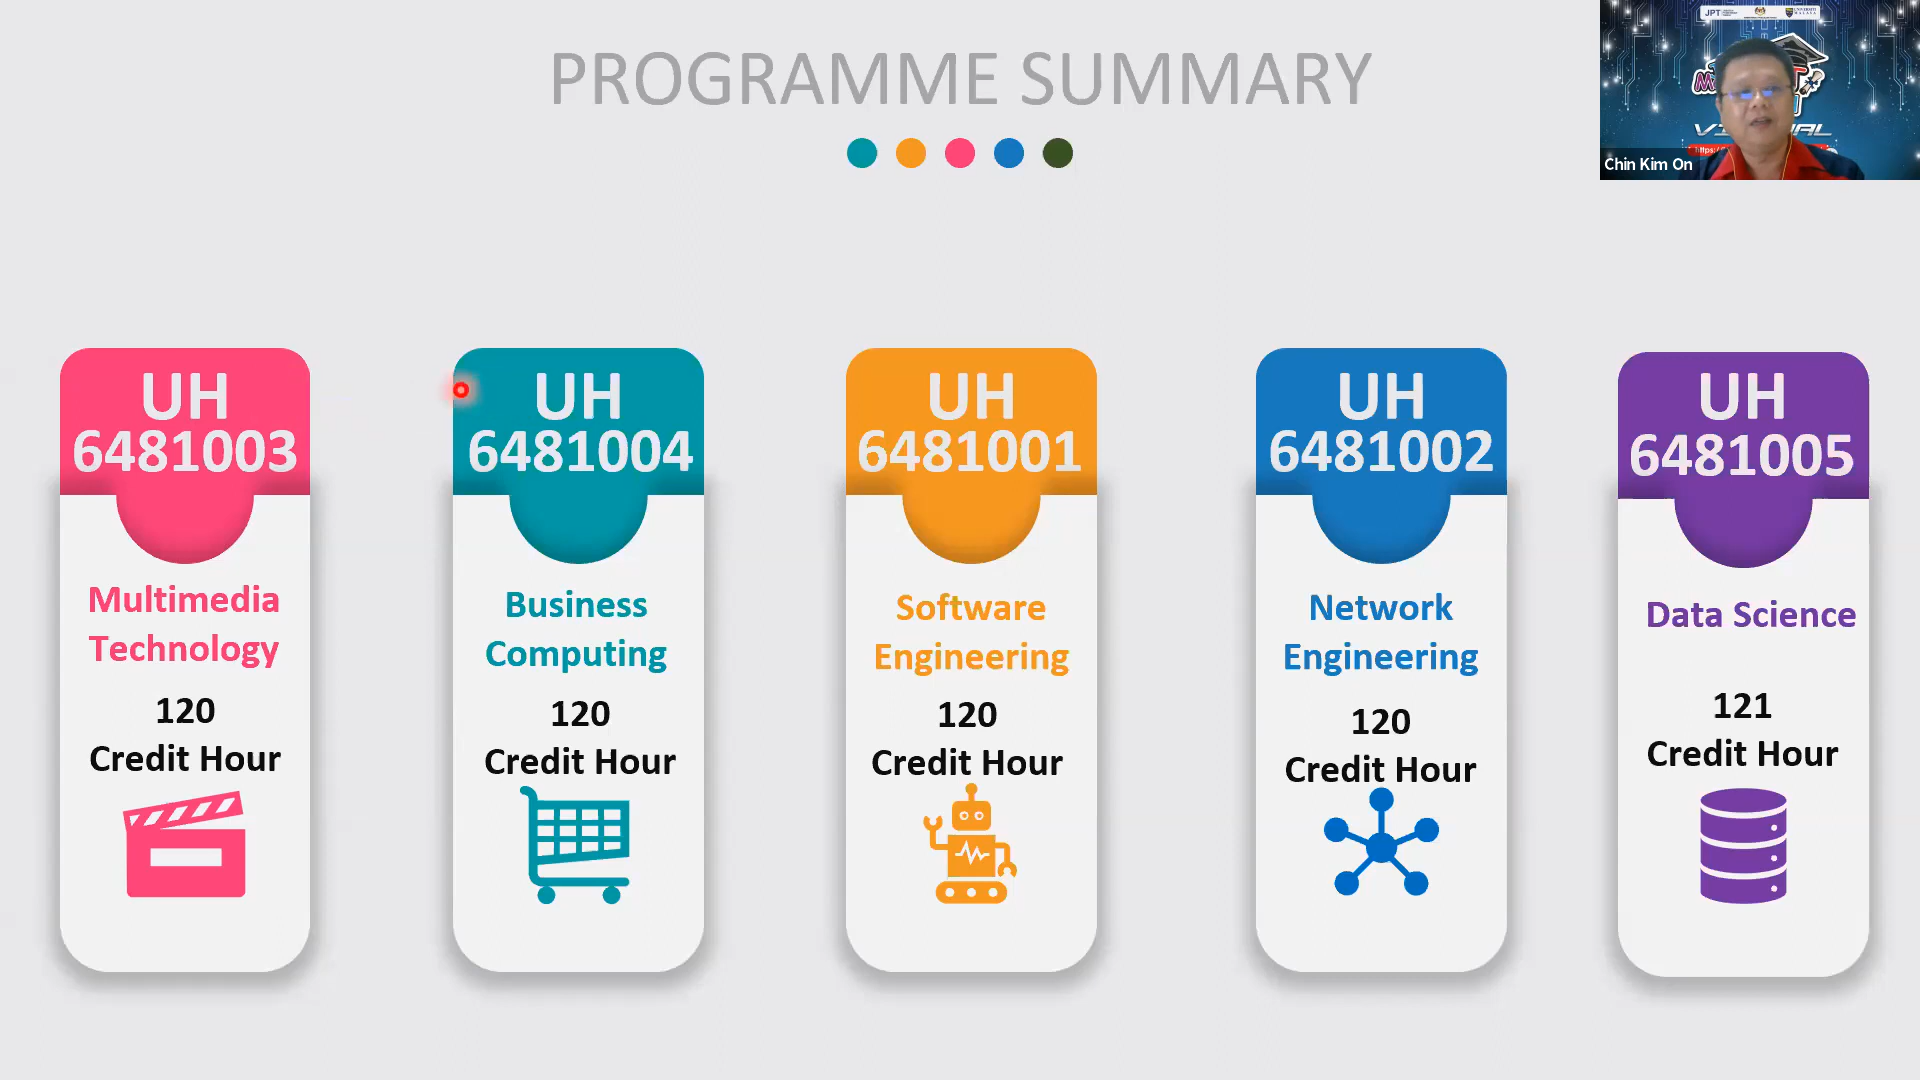 PROGRAMME SUMMARY
JPT
Chin Kim On
UH
6481003
Multimedia
Technology
120
Credit Hour
UH
6481004
Business
Computing
120
Credit Hour
UH
6481001
Software
Engineering
120
Credit Hour
UH
6481002
Network
Engineering
120
Credit Hour
UH
6481005
Data Science
121
Credit Hour